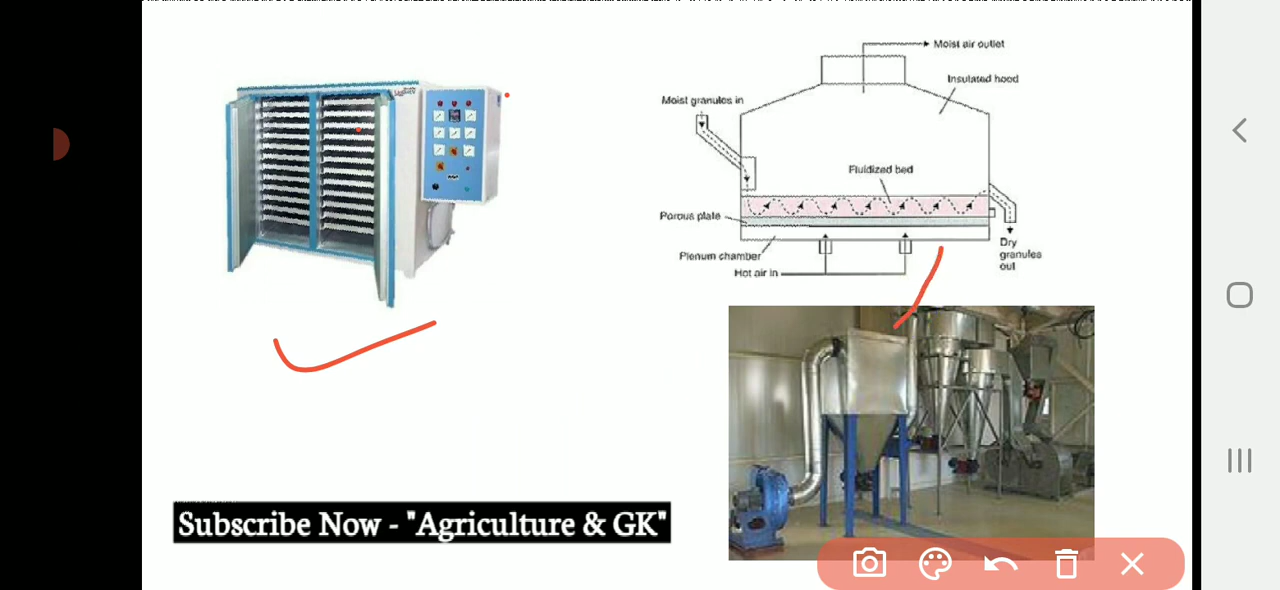 Moist air outlet
Insulated hood
Moist granules in
Fluidized bed
Porous plate
Plenum chamber
Hot air in
Dry
granules
out
Subscribe Now - "Agriculture & GK"